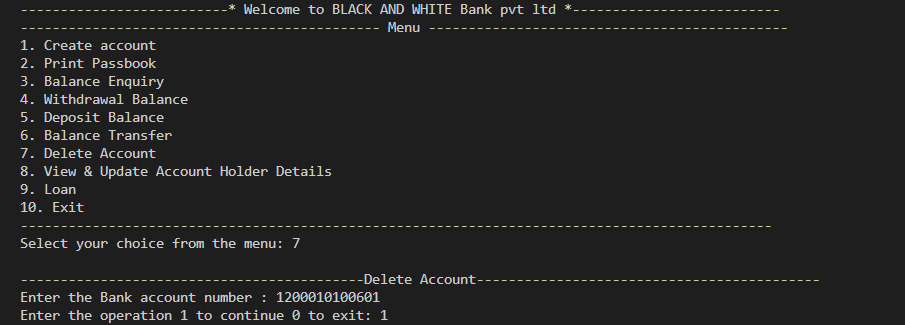 --------------------------* Welcome to BLACK AND WHITE Bank pvt ltd *--------------------------
--------------------------------------------- Menu ---------------------------------------------
1. Create account
2. Print Passbook
3. Balance Enquiry
4. Withdrawal Balance
5. Deposit Balance
6. Balance Transfer
7. Delete Account
8. View & Update Account Holder Details
9. Loan
10. Exit
----------------------------------------------------------------------------------------------
Select your choice from the menu: 7
-------------------------------------------Delete Account-------------------------------------------
Enter the Bank account number : 1200010100601
Enter the operation 1 to continue 0 to exit: 1